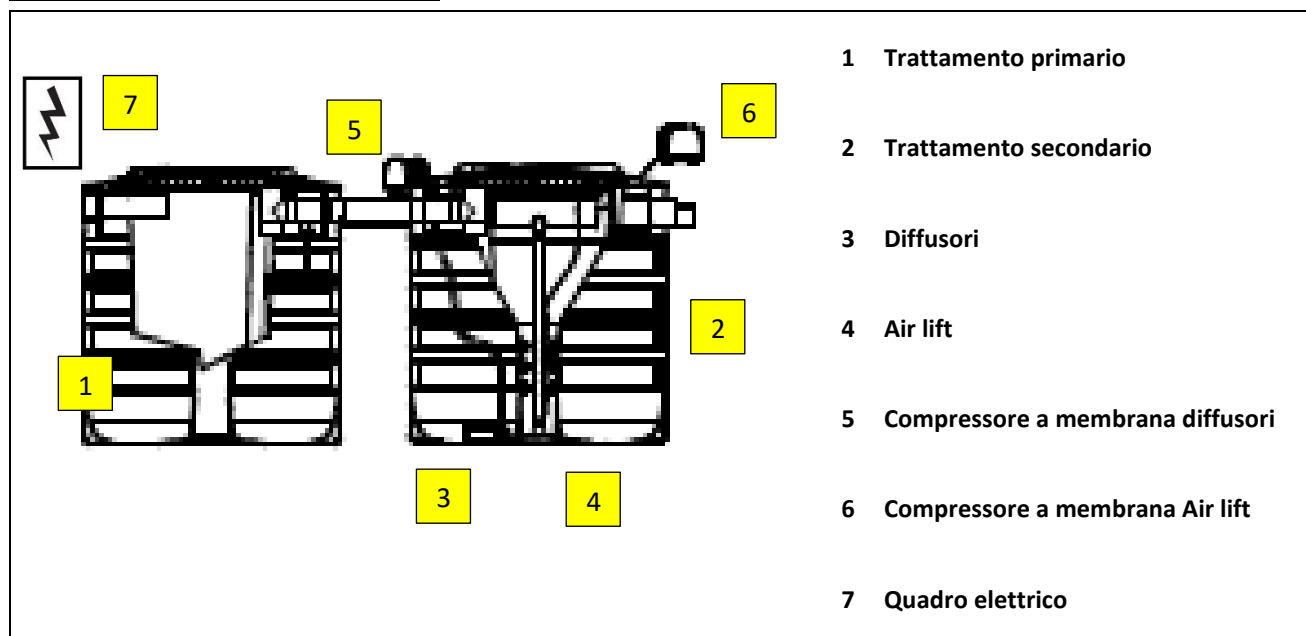 7
5
6
2
1
3
4
1 Trattamento primario
2 Trattamento secondario
3 Diffusori
4 Air lift
5 Compressore a membrana diffusori
6 Compressore a membrana Air lift
7 Quadro elettrico